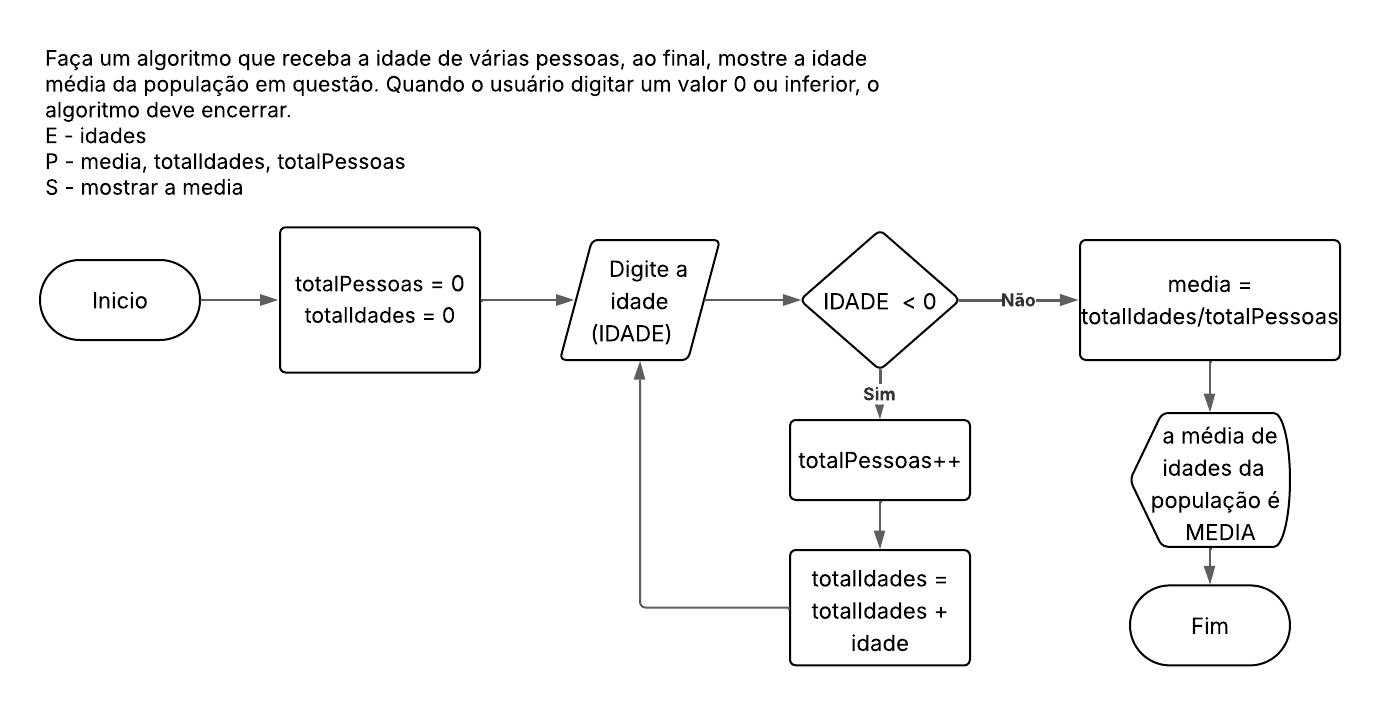 Faça um algoritmo que receba a idade de várias pessoas, ao final, mostre a idade
média da população em questão. Quando o usuário digitar um valor 0 ou inferior, o
algoritmo deve encerrar.
E - idades
P - media, totalIdades, totalPessoas
S - mostrar a media
Inicio
totalPessoas = 0
totalIdades = 0
Digite a
idade
(IDADE)
IDADE < 0
Não
media =
totalIdades/totalPessoas
Sim
totalPessoas++
totalIdades =
totalIdades +
idade
a média de
idades da
população é
MEDIA
Fim